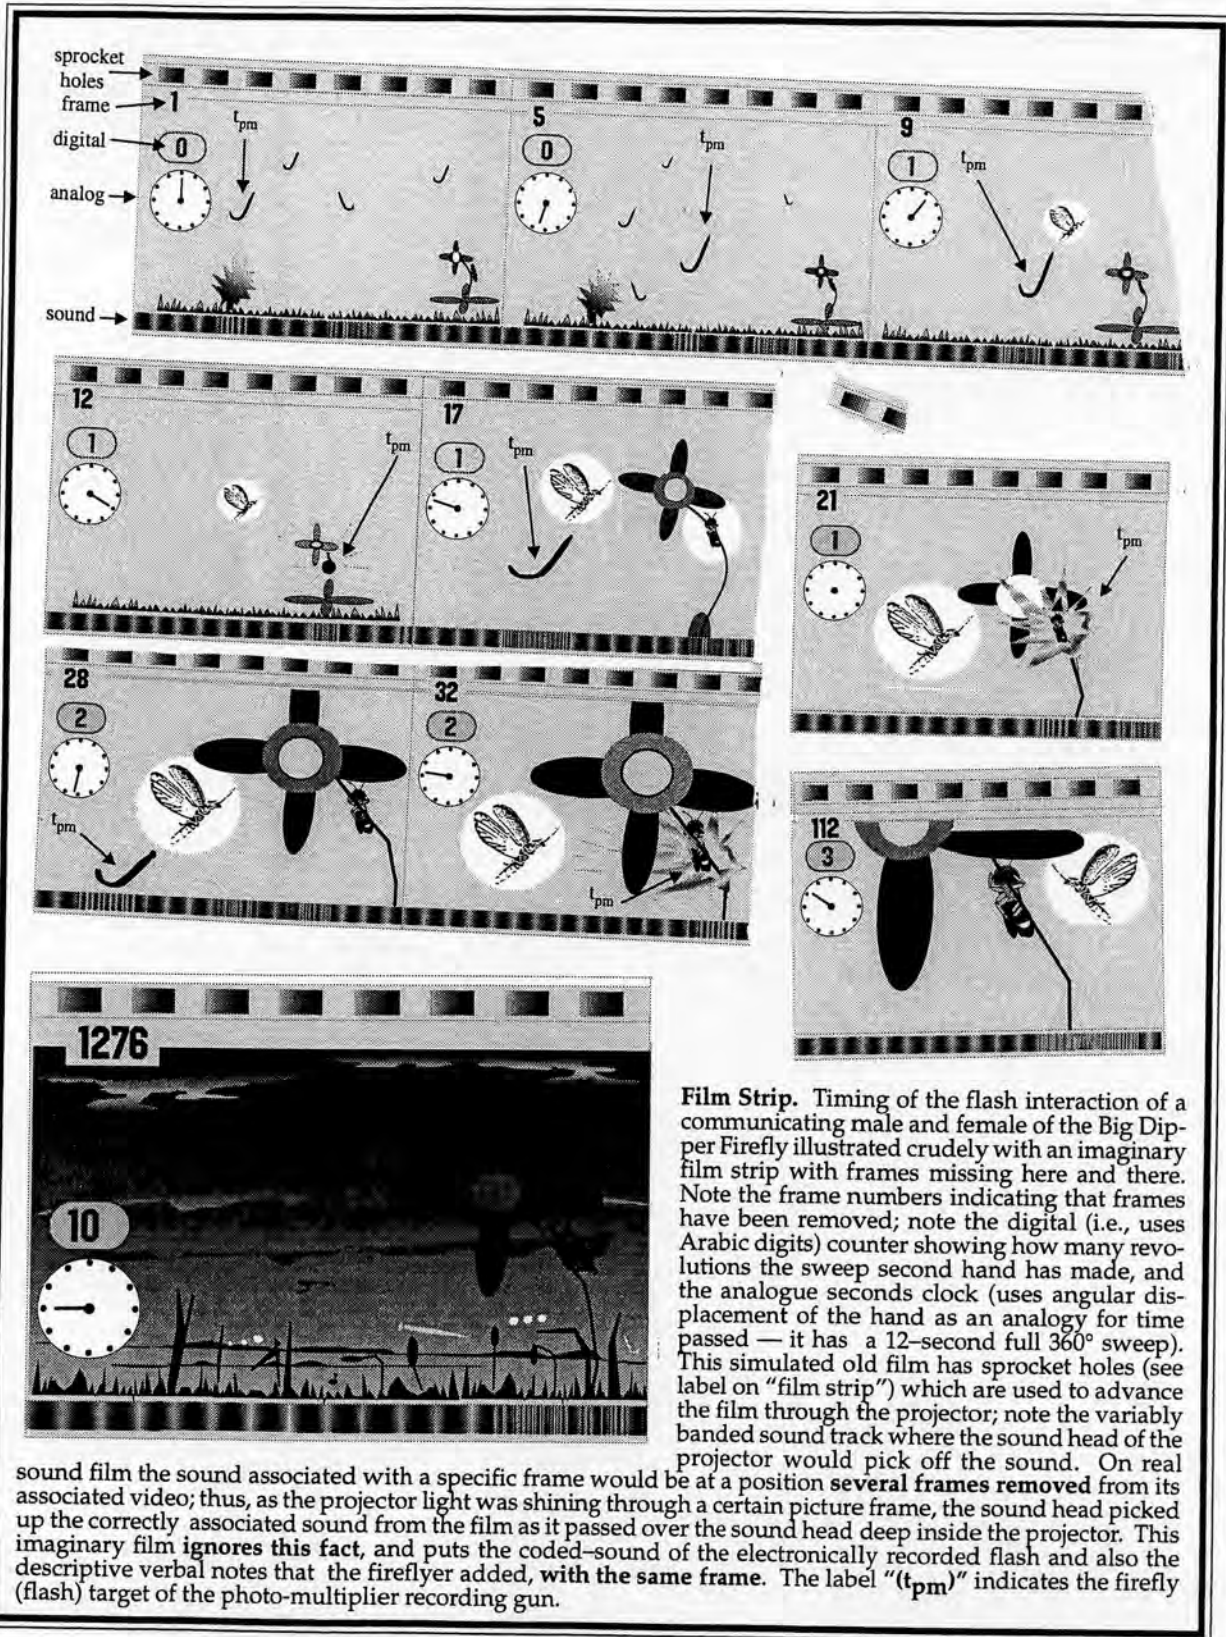 sprocket
holes
frame
digital
analog
sound
1
0
tpm
5
0
tpm
9
1
tpm
12
1
tpm
17
1
tpm
21
1
tpm
28
2
tpm
32
2
tpm
112
3
1276
10
Film Strip. Timing of the flash interaction of a
communicating male and female of the Big Dip-
per Firefly illustrated crudely with an imaginary
film strip with frames missing here and there.
Note the frame numbers indicating that frames
have been removed; note the digital (i.e., uses
Arabic digits) counter showing how many revo-
lutions the sweep second hand has made, and
the analogue seconds clock (uses angular dis-
placement of the hand as an analogy for time
passed — it has a 12–second full 360° sweep).
This simulated old film has sprocket holes (see
label on "film strip") which are used to advance
the film through the projector; note the variably
banded sound track where the sound head of the
projector would pick off the sound. On real
sound film the sound associated with a specific frame would be at a position several frames removed from its
associated video; thus, as the projector light was shining through a certain picture frame, the sound head picked
up the correctly associated sound from the film as it passed over the sound head deep inside the projector. This
imaginary film ignores this fact, and puts the coded–sound of the electronically recorded flash and also the
descriptive verbal notes that the fireflyer added, with the same frame. The label "(tpm)" indicates the firefly
(flash) target of the photo-multiplier recording gun.